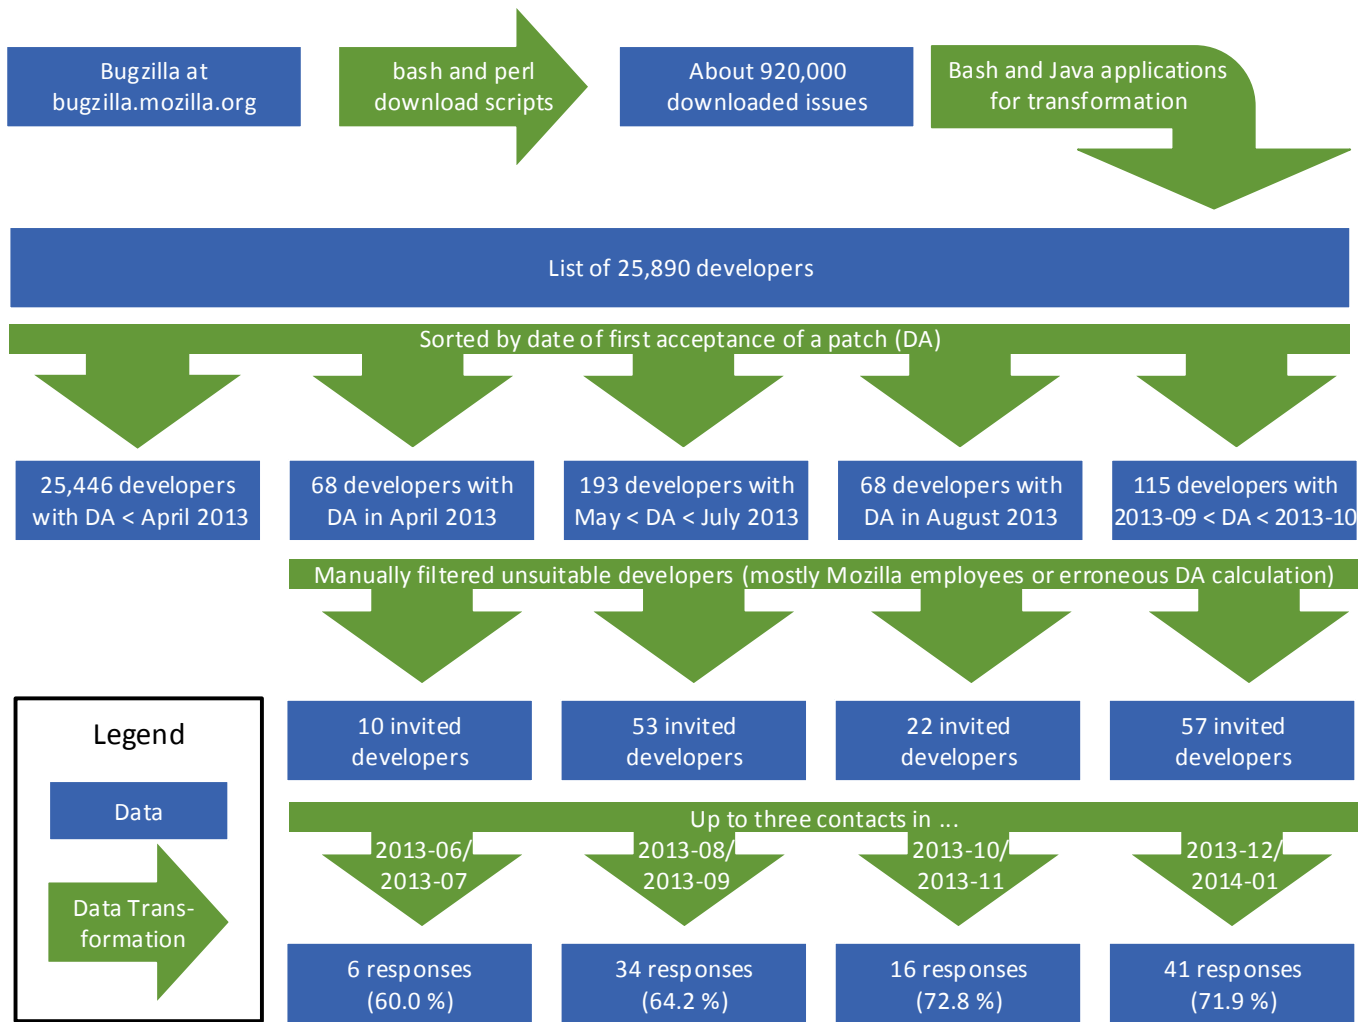 Bugzilla at
bugzilla.mozilla.org
bash and perl
download scripts
About 920,000
downloaded issues
Bash and Java applications
for transformation
List of 25,890 developers
Sorted by date of first acceptance of a patch (DA)
25,446 developers
with DA < April 2013
68 developers with
DA in April 2013
193 developers with
May < DA < July 2013
68 developers with
DA in August 2013
115 developers with
2013-09 < DA < 2013-10
Manually filtered unsuitable developers (mostly Mozilla employees or erroneous DA calculation)
10 invited
developers
53 invited
developers
22 invited
developers
57 invited
developers
Up to three contacts in ...
2013-06/
2013-07
2013-08/
2013-09
2013-10/
2013-11
2013-12/
2014-01
6 responses
(60.0 %)
34 responses
(64.2 %)
16 responses
(72.8 %)
41 responses
(71.9 %)
Legend
Data
Data Trans-
formation